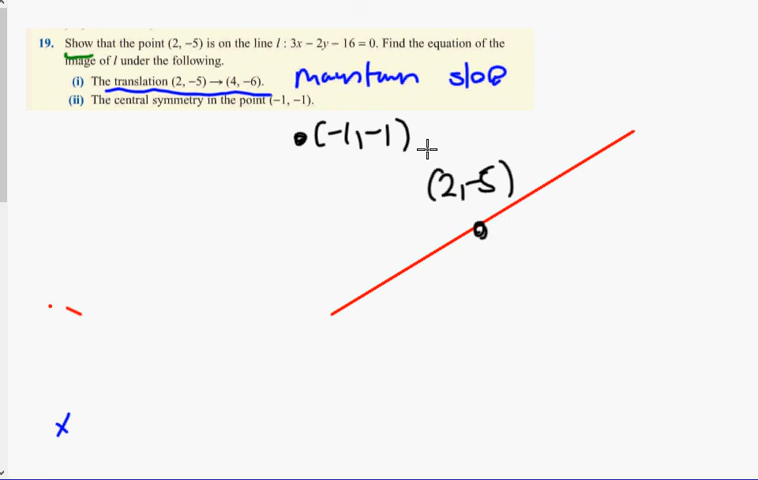 19. Show that the point (2, −5) is on the line l : 3x − 2y − 16 = 0. Find the equation of the
image of l under the following.
(i) The translation (2, −5) → (4, −6).
maintain slope
(ii) The central symmetry in the point (−1, −1).
(-1,-1)
(2,-5)